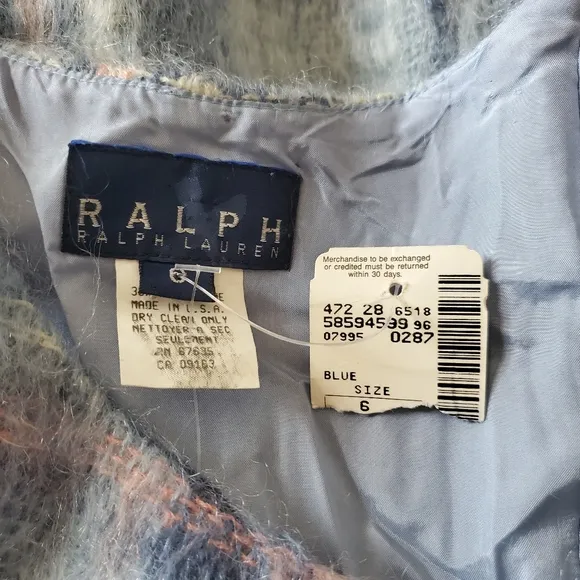 RALPH
RALPH LAUREN
6
MADE IN U.S.A.
DRY CLEAN ONLY
NETTOYER A SEC
SEULEMENT
RN 67635
CA 09163
Merchandise to be exchanged
or credited must be returned
within 30 days.
472 28 6518
58594599 96
07995 0287
BLUE
SIZE
6